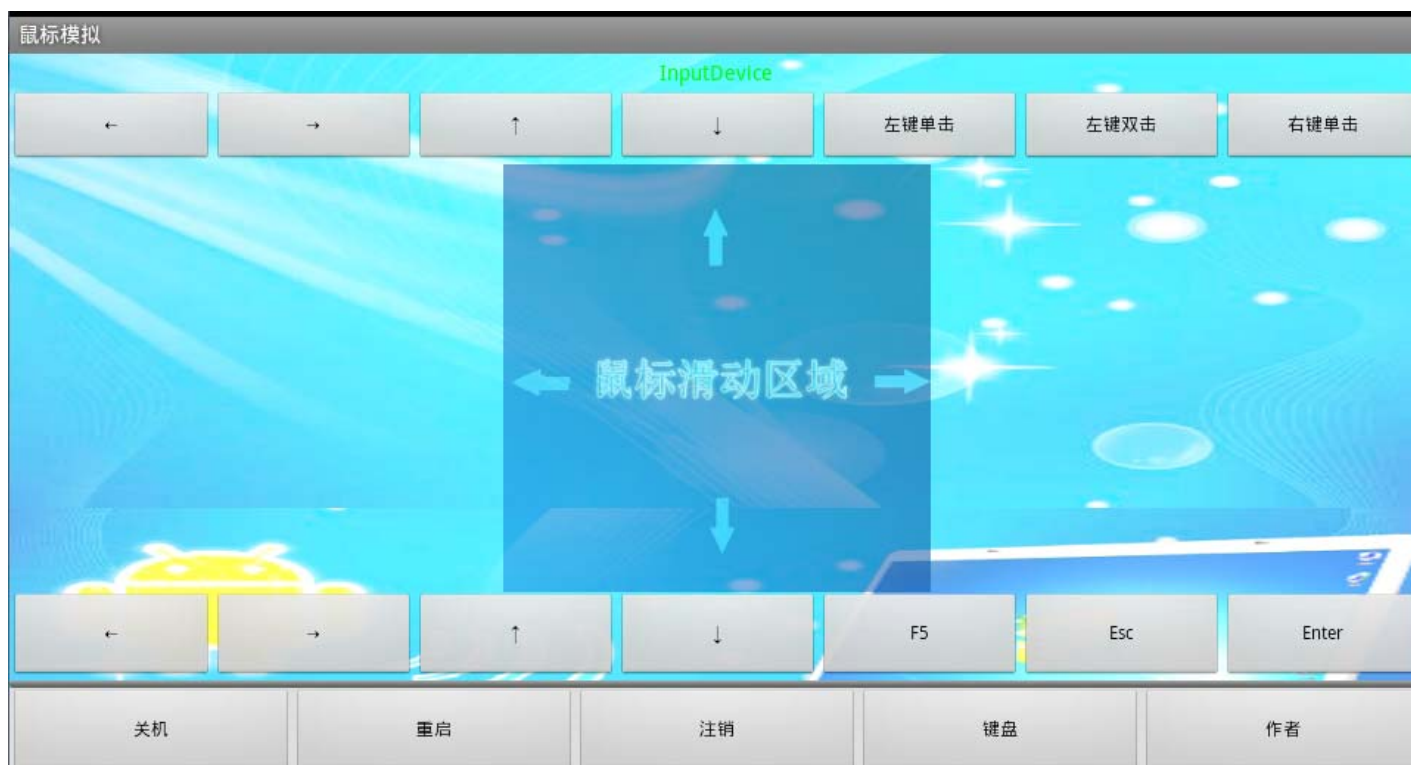 鼠标模拟
InputDevice
← → ↑ ↓ 左键单击 左键双击 右键单击
鼠标滑动区域
← → ↑ ↓ F5 Esc Enter
关机 重启 注销 键盘 作者